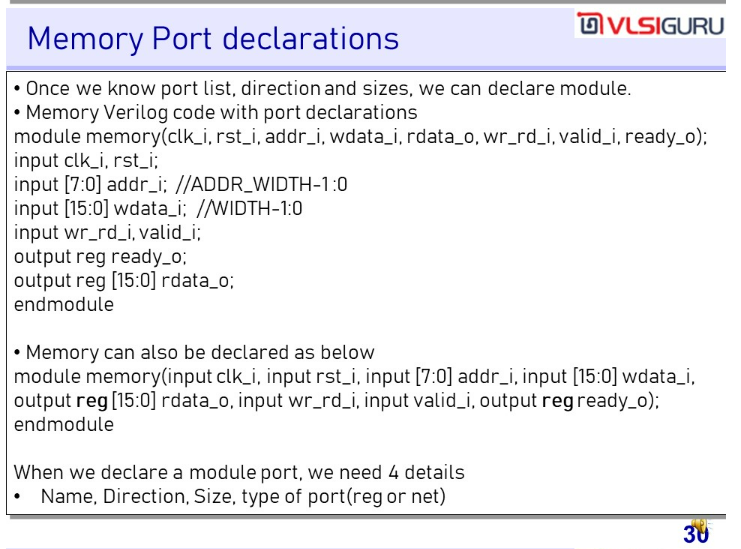 Memory Port declarations
VLSIGURU
• Once we know port list, direction and sizes, we can declare module.
• Memory Verilog code with port declarations
module memory(clk_i, rst_i, addr_i, wdata_i, rdata_o, wr_rd_i, valid_i, ready_o);
input clk_i, rst_i;
input [7:0] addr_i; //ADDR_WIDTH-1:0
input [15:0] wdata_i; //WIDTH-1:0
input wr_rd_i, valid_i;
output reg ready_o;
output reg [15:0] rdata_o;
endmodule
• Memory can also be declared as below
module memory(input clk_i, input rst_i, input [7:0] addr_i, input [15:0] wdata_i,
output reg [15:0] rdata_o, input wr_rd_i, input valid_i, output reg ready_o);
endmodule
When we declare a module port, we need 4 details
• Name, Direction, Size, type of port(reg or net)
30